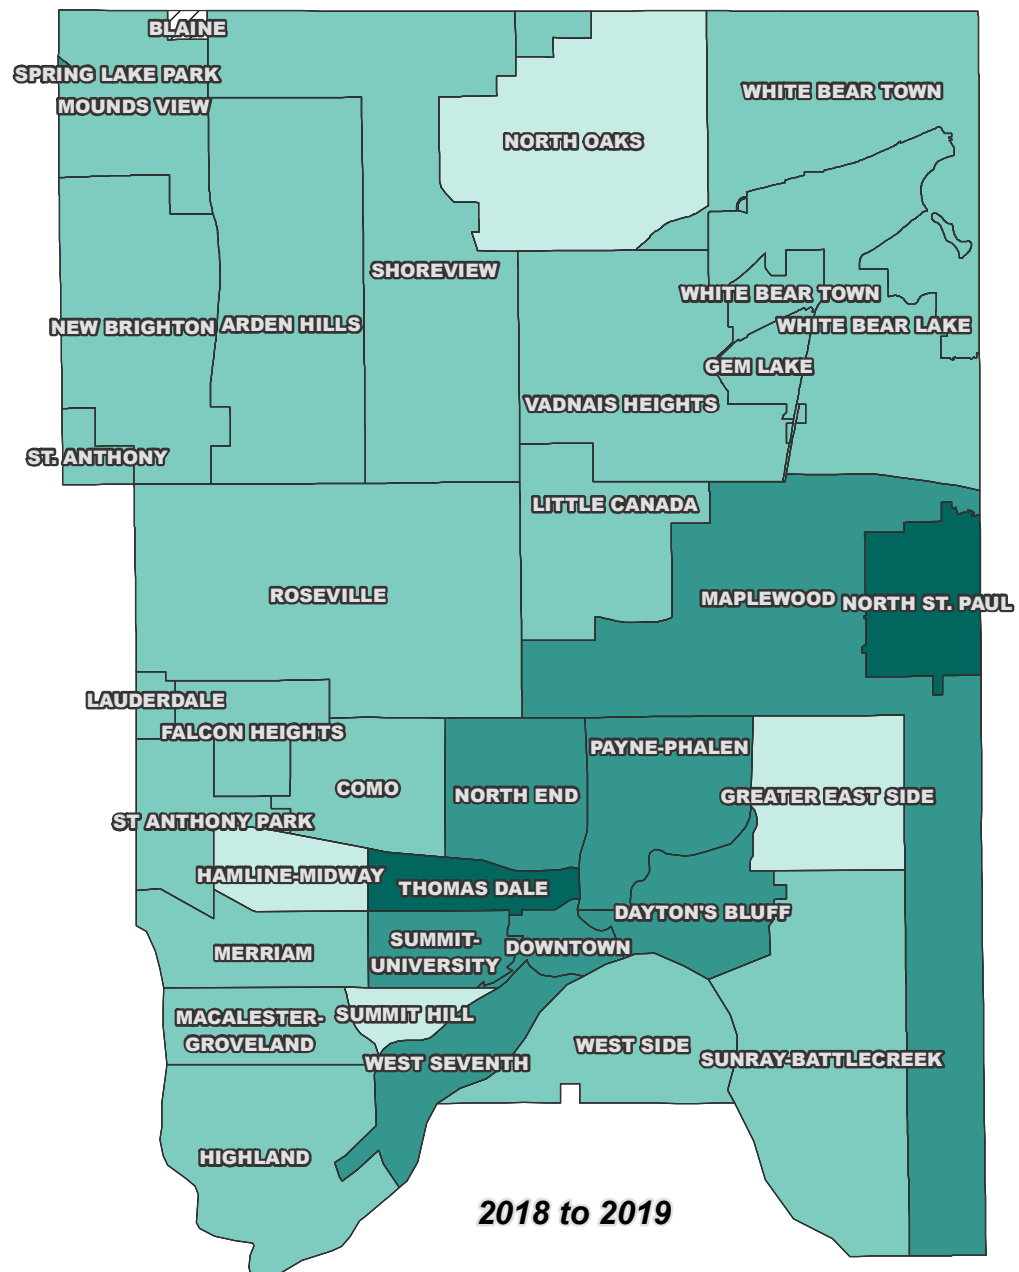 BLAINE
SPRING LAKE PARK
WHITE BEAR TOWN
MOUNDS VIEW
NORTH OAKS
SHOREVIEW
WHITE BEAR TOWN
NEW BRIGHTON
ARDEN HILLS
WHITE BEAR LAKE
GEM LAKE
VADNAIS HEIGHTS
ST. ANTHONY
LITTLE CANADA
ROSEVILLE
MAPLEWOOD
NORTH ST. PAUL
LAUDERDALE
FALCON HEIGHTS
PAYNE-PHALEN
COMO
NORTH END
GREATER EAST SIDE
ST ANTHONY PARK
HAMLINE-MIDWAY
THOMAS DALE
DAYTON'S BLUFF
SUMMIT-
UNIVERSITY
DOWNTOWN
MERRIAM
MACALESTER-
GROVELAND
SUMMIT HILL
WEST SIDE
WEST SEVENTH
SUNRAY-BATTLECREEK
HIGHLAND
2018 to 2019